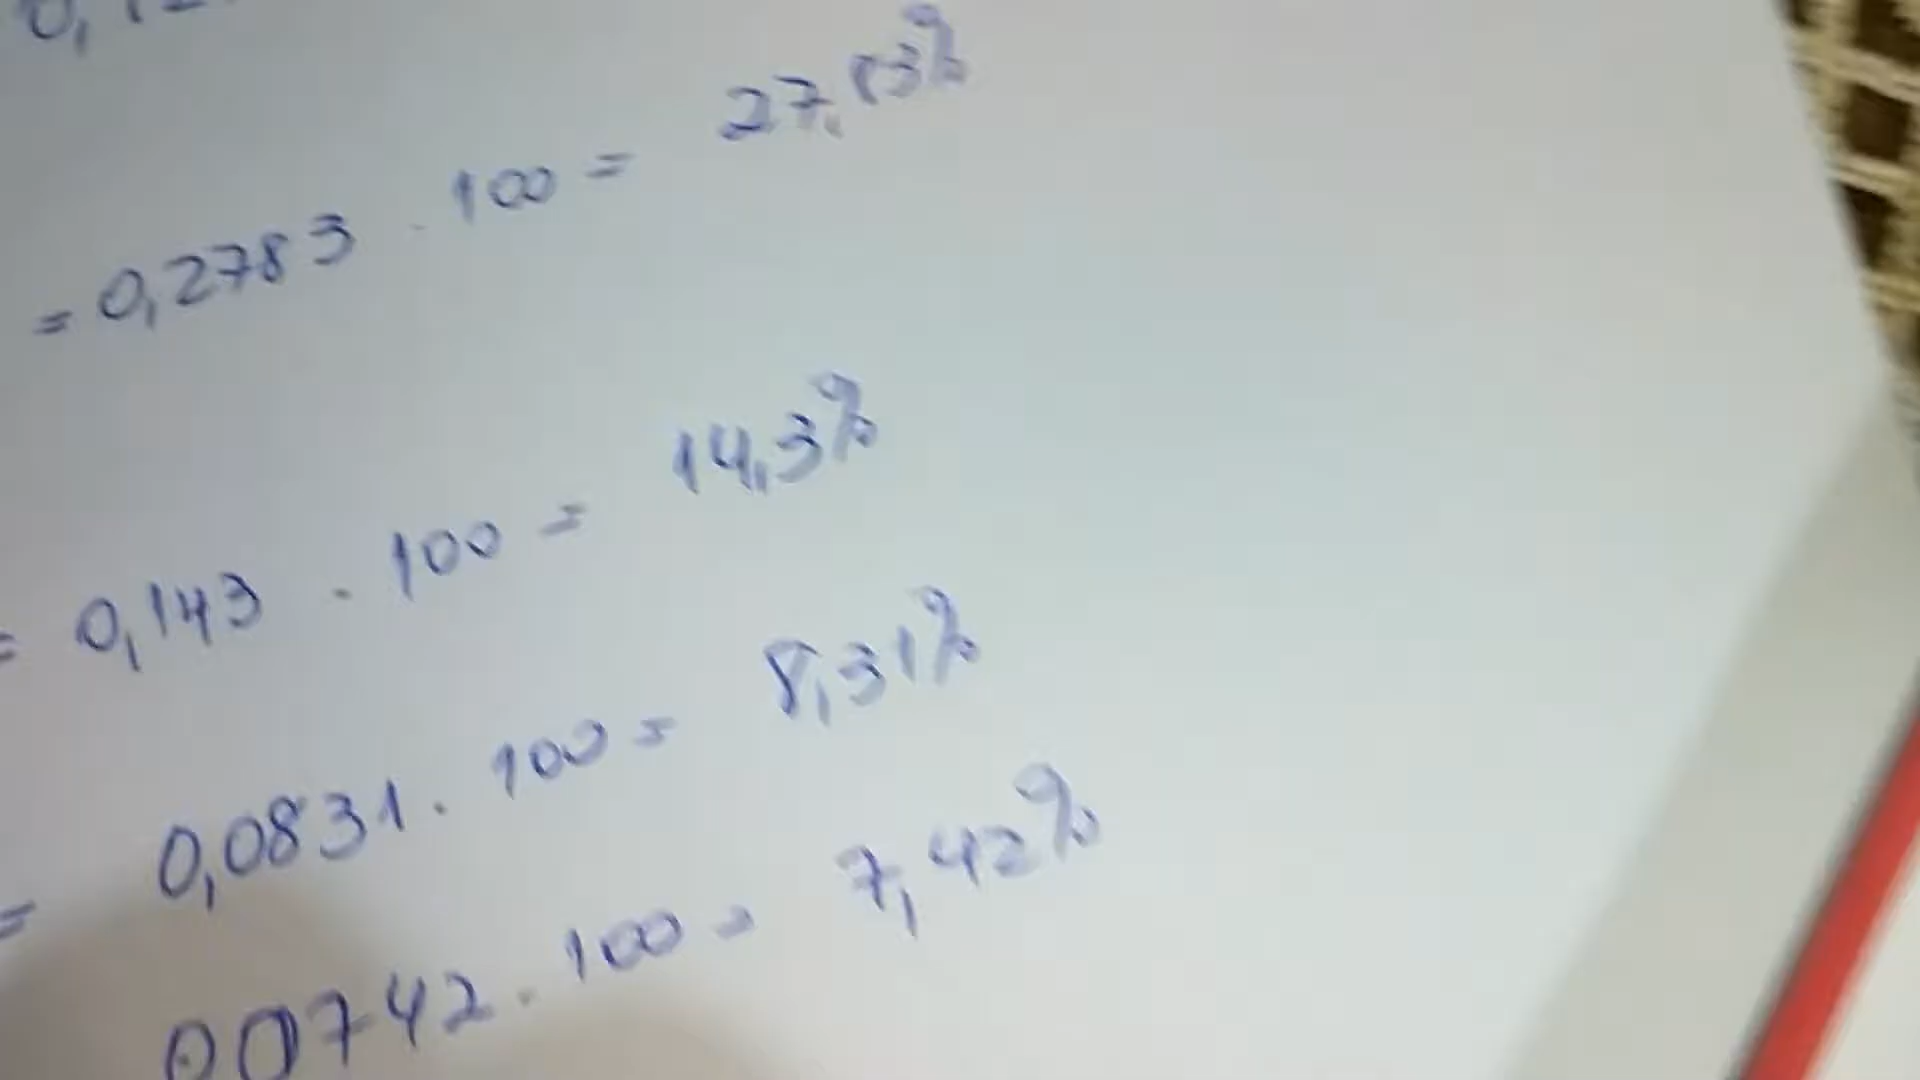 = 0,2783 . 100 = 27,83%
= 0,143 . 100 = 14,3%
= 0,0831 . 100 = 8,31%
0,0742 . 100 = 7,42%